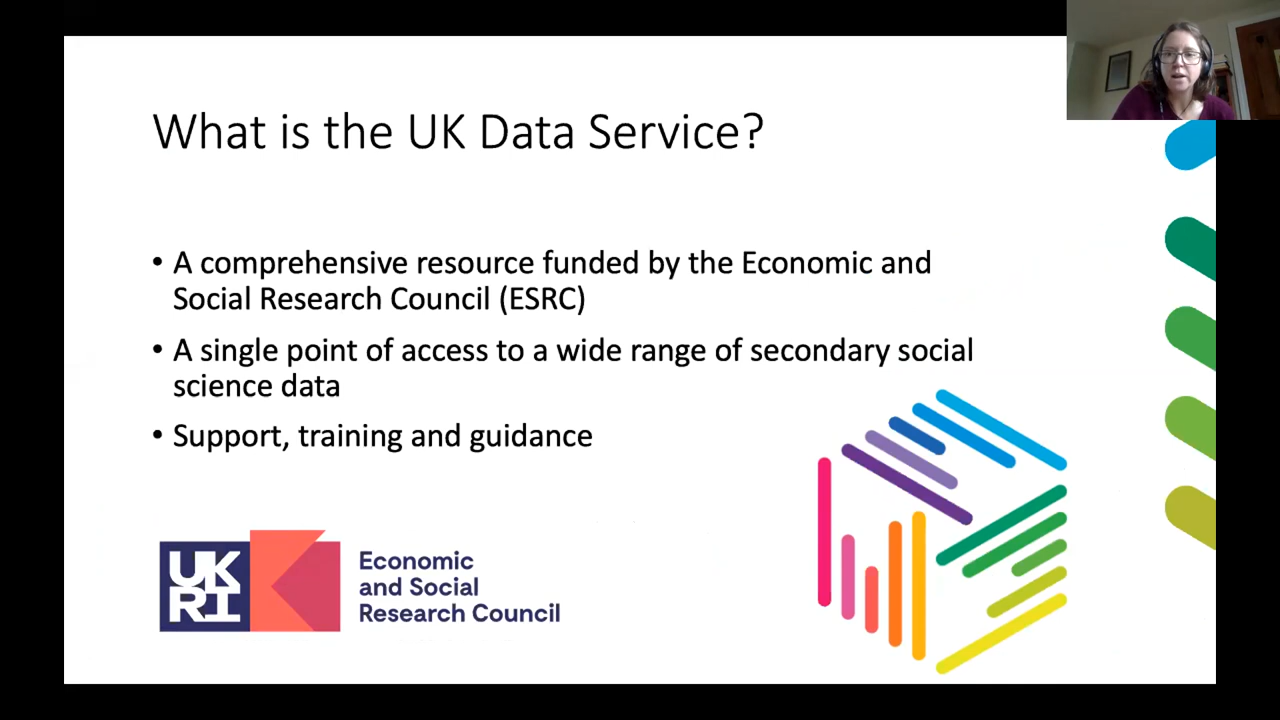 What is the UK Data Service?
• A comprehensive resource funded by the Economic and
Social Research Council (ESRC)
• A single point of access to a wide range of secondary social
science data
• Support, training and guidance
UK
RI
Economic
and Social
Research Council